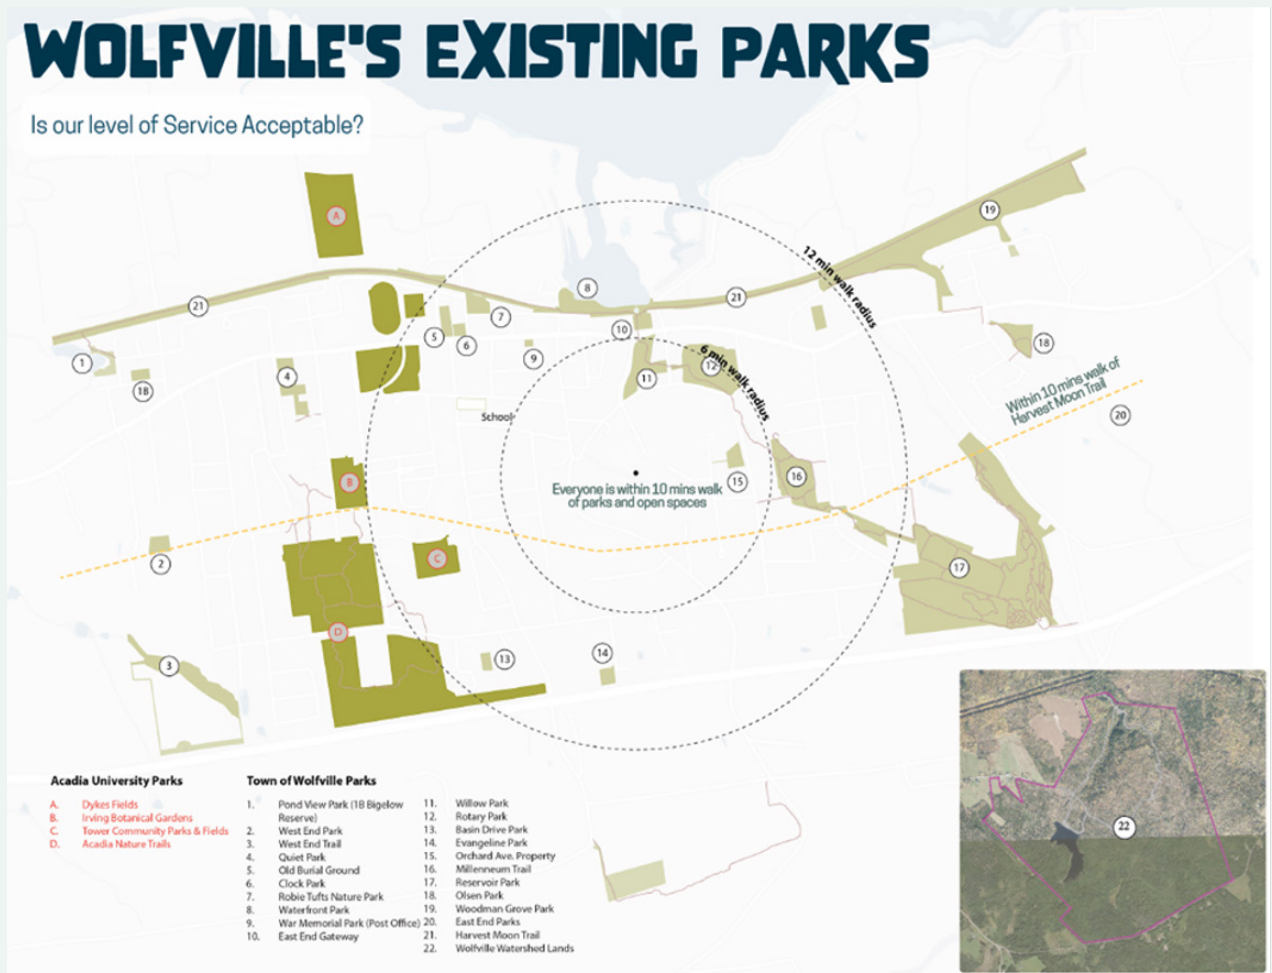 WOLFVILLE'S EXISTING PARKS
Is our level of Service Acceptable?
A
19
12 min walk radius
8
21
21
7
10
5
6
18
9
1
6 min walk radius
12
4
11
18
Within 10 mins walk of
Harvest Moon Trail
20
School
B
16
15
Everyone is within 10 mins walk
of parks and open spaces
C
2
17
D
14
13
3
22
Acadia University Parks
A. Dykes Fields
B. Irving Botanical Gardens
C. Tower Community Parks & Fields
D. Acadia Nature Trails
Town of Wolfville Parks
1. Pond View Park (1B Bigelow
Reserve)
2. West End Park
3. West End Trail
4. Quiet Park
5. Old Burial Ground
6. Clock Park
7. Robie Tufts Nature Park
8. Waterfront Park
9. War Memorial Park (Post Office)
10. East End Gateway
11. Willow Park
12. Rotary Park
13. Basin Drive Park
14. Evangeline Park
15. Orchard Ave. Property
16. Millenneum Trail
17. Reservoir Park
18. Olsen Park
19. Woodman Grove Park
20. East End Parks
21. Harvest Moon Trail
22. Wolfville Watershed Lands